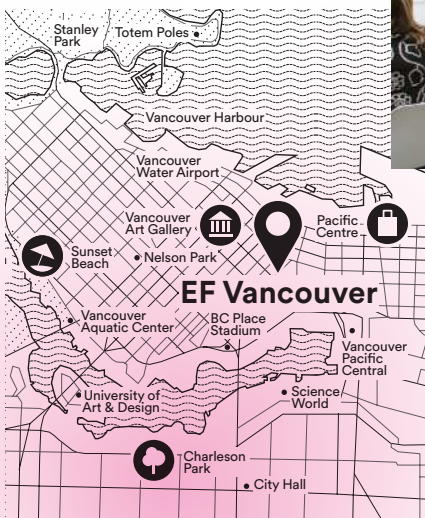 Stanley
Park
Totem Poles
Vancouver Harbour
Vancouver
Water Airport
Vancouver
Art Gallery
Pacific
Centre
Sunset
Beach
Nelson Park
EF Vancouver
Vancouver
Aquatic Center
BC Place
Stadium
Vancouver
Pacific
Central
University of
Art & Design
Science
World
Charleson
Park
City Hall